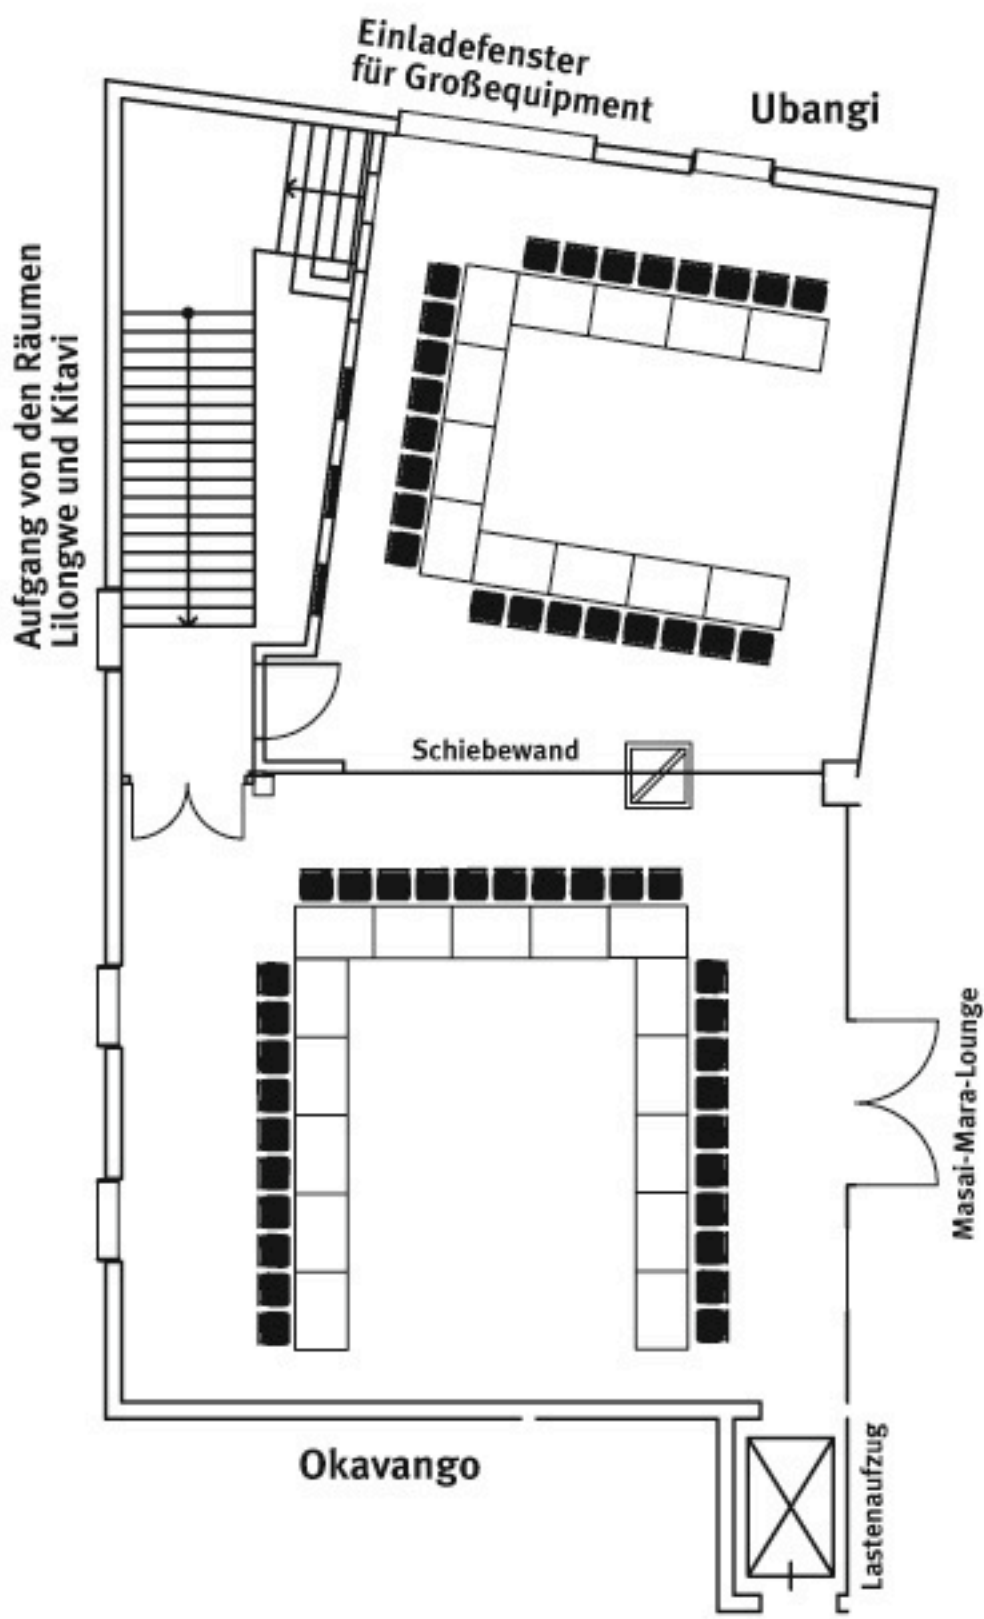 Einladefenster
für Großequipment
Ubangi
Aufgang von den Räumen
Lilongwe und Kitavi
Schiebewand
Masai-Mara-Lounge
Okavango
Lastenaufzug